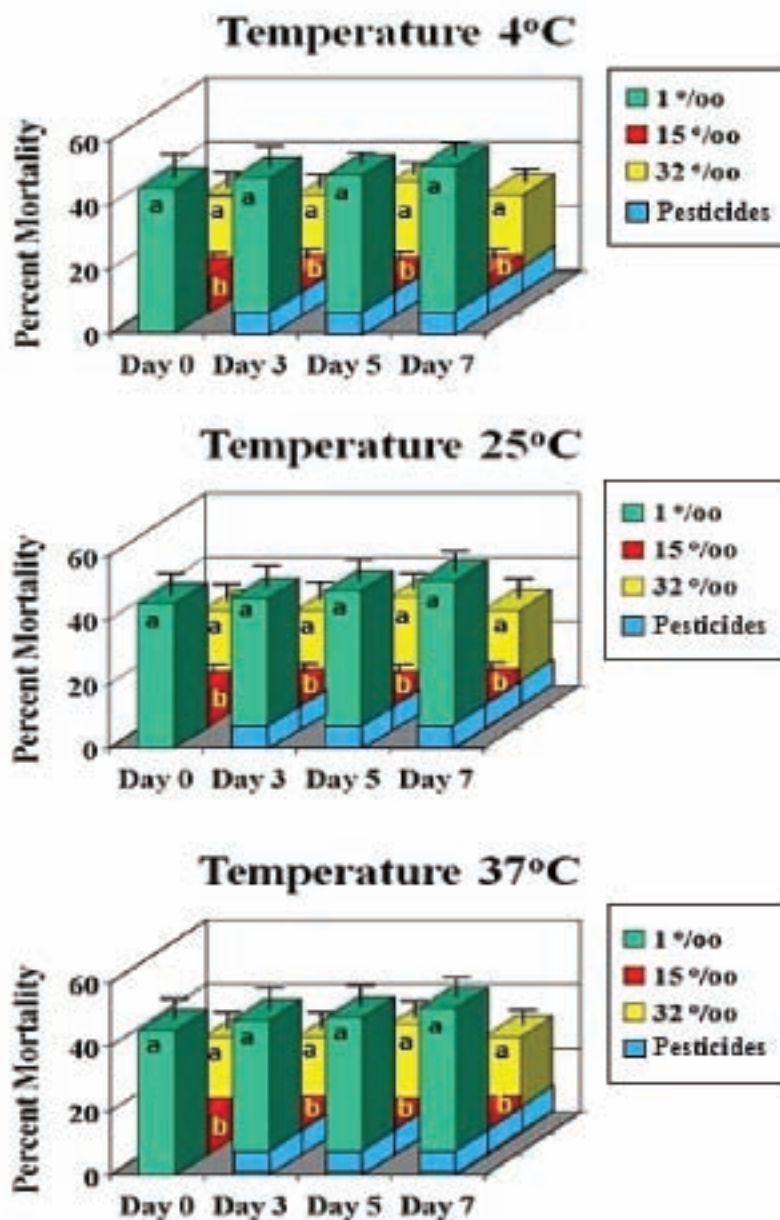 Temperature 4°C
Percent Mortality
60
40
20
0
a
a
a
a
a
a
a
a
b
b
b
b
Day 0 Day 3 Day 5 Day 7
1 °/oo
15 °/oo
32 °/oo
Pesticides
Temperature 25°C
Percent Mortality
60
40
20
0
a
a
a
a
a
a
a
a
b
b
b
b
Day 0 Day 3 Day 5 Day 7
1 °/oo
15 °/oo
32 °/oo
Pesticides
Temperature 37°C
Percent Mortality
60
40
20
0
a
a
a
a
a
a
a
a
b
b
b
b
Day 0 Day 3 Day 5 Day 7
1 °/oo
15 °/oo
32 °/oo
Pesticides